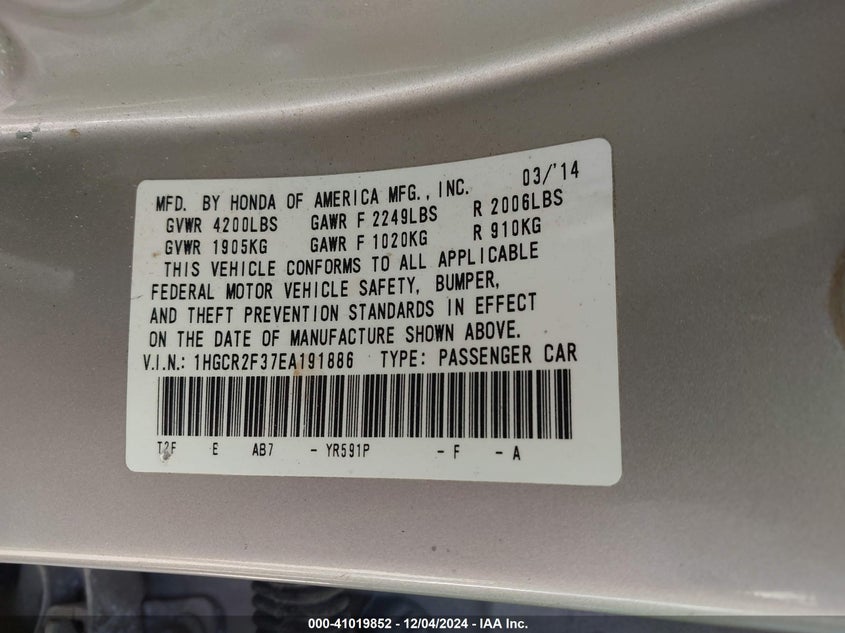 MFD. BY HONDA OF AMERICA MFG., INC. 03/'14
GVWR 4200LBS GAWR F 2249LBS R 2006LBS
GVWR 1905KG GAWR F 1020KG R 910KG
THIS VEHICLE CONFORMS TO ALL APPLICABLE
FEDERAL MOTOR VEHICLE SAFETY, BUMPER,
AND THEFT PREVENTION STANDARDS IN EFFECT
ON THE DATE OF MANUFACTURE SHOWN ABOVE.
V.I.N.: 1HGCR2F37EA191886 TYPE: PASSENGER CAR
T2F E AB7 - YR591P - F - A
000-41019852 - 12/04/2024 - IAA Inc.